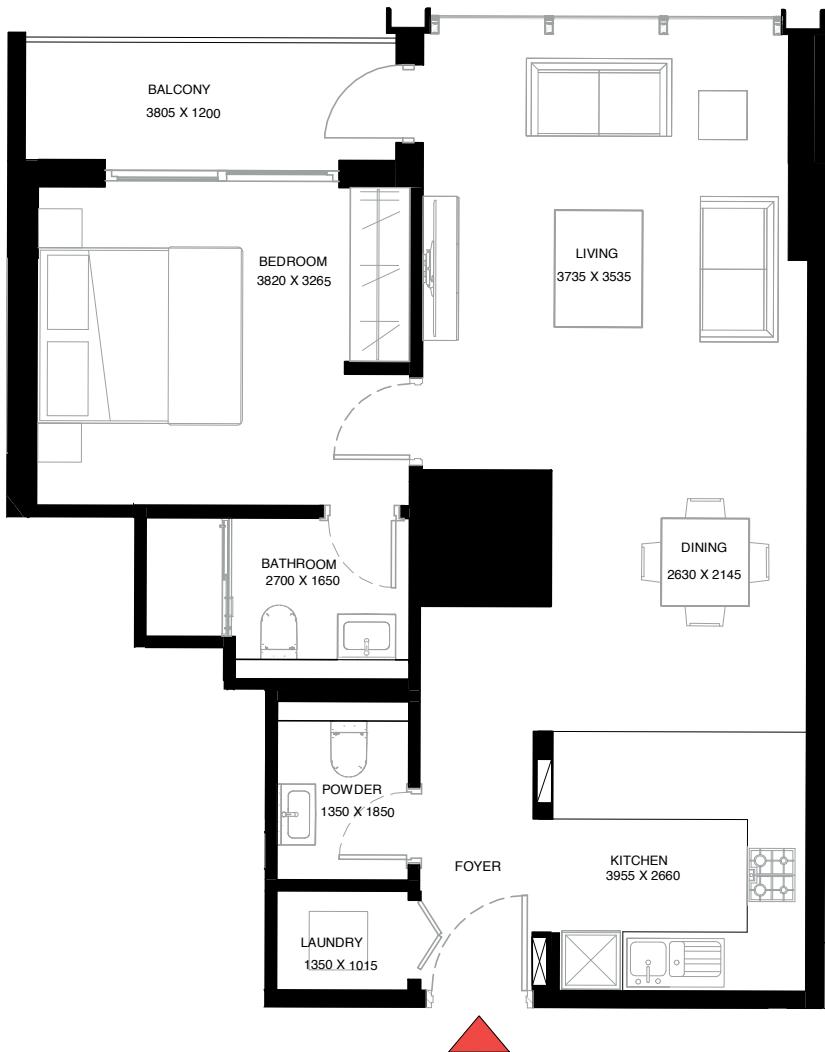 BALCONY
3805 X 1200
BEDROOM
3820 X 3265
LIVING
3735 X 3535
BATHROOM
2700 X 1650
DINING
2630 X 2145
POWDER
1350 X 1850
FOYER
KITCHEN
3955 X 2660
LAUNDRY
1350 X 1015